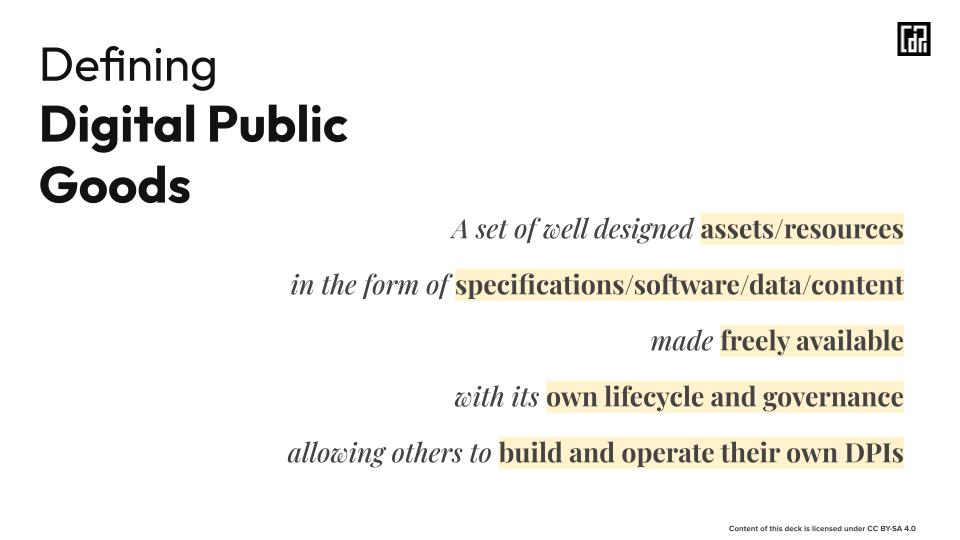 Defining
Digital Public
Goods
A set of well designed assets/resources
in the form of specifications/software/data/content
made freely available
with its own lifecycle and governance
allowing others to build and operate their own DPIs
Content of this deck is licensed under CC BY-SA 4.0